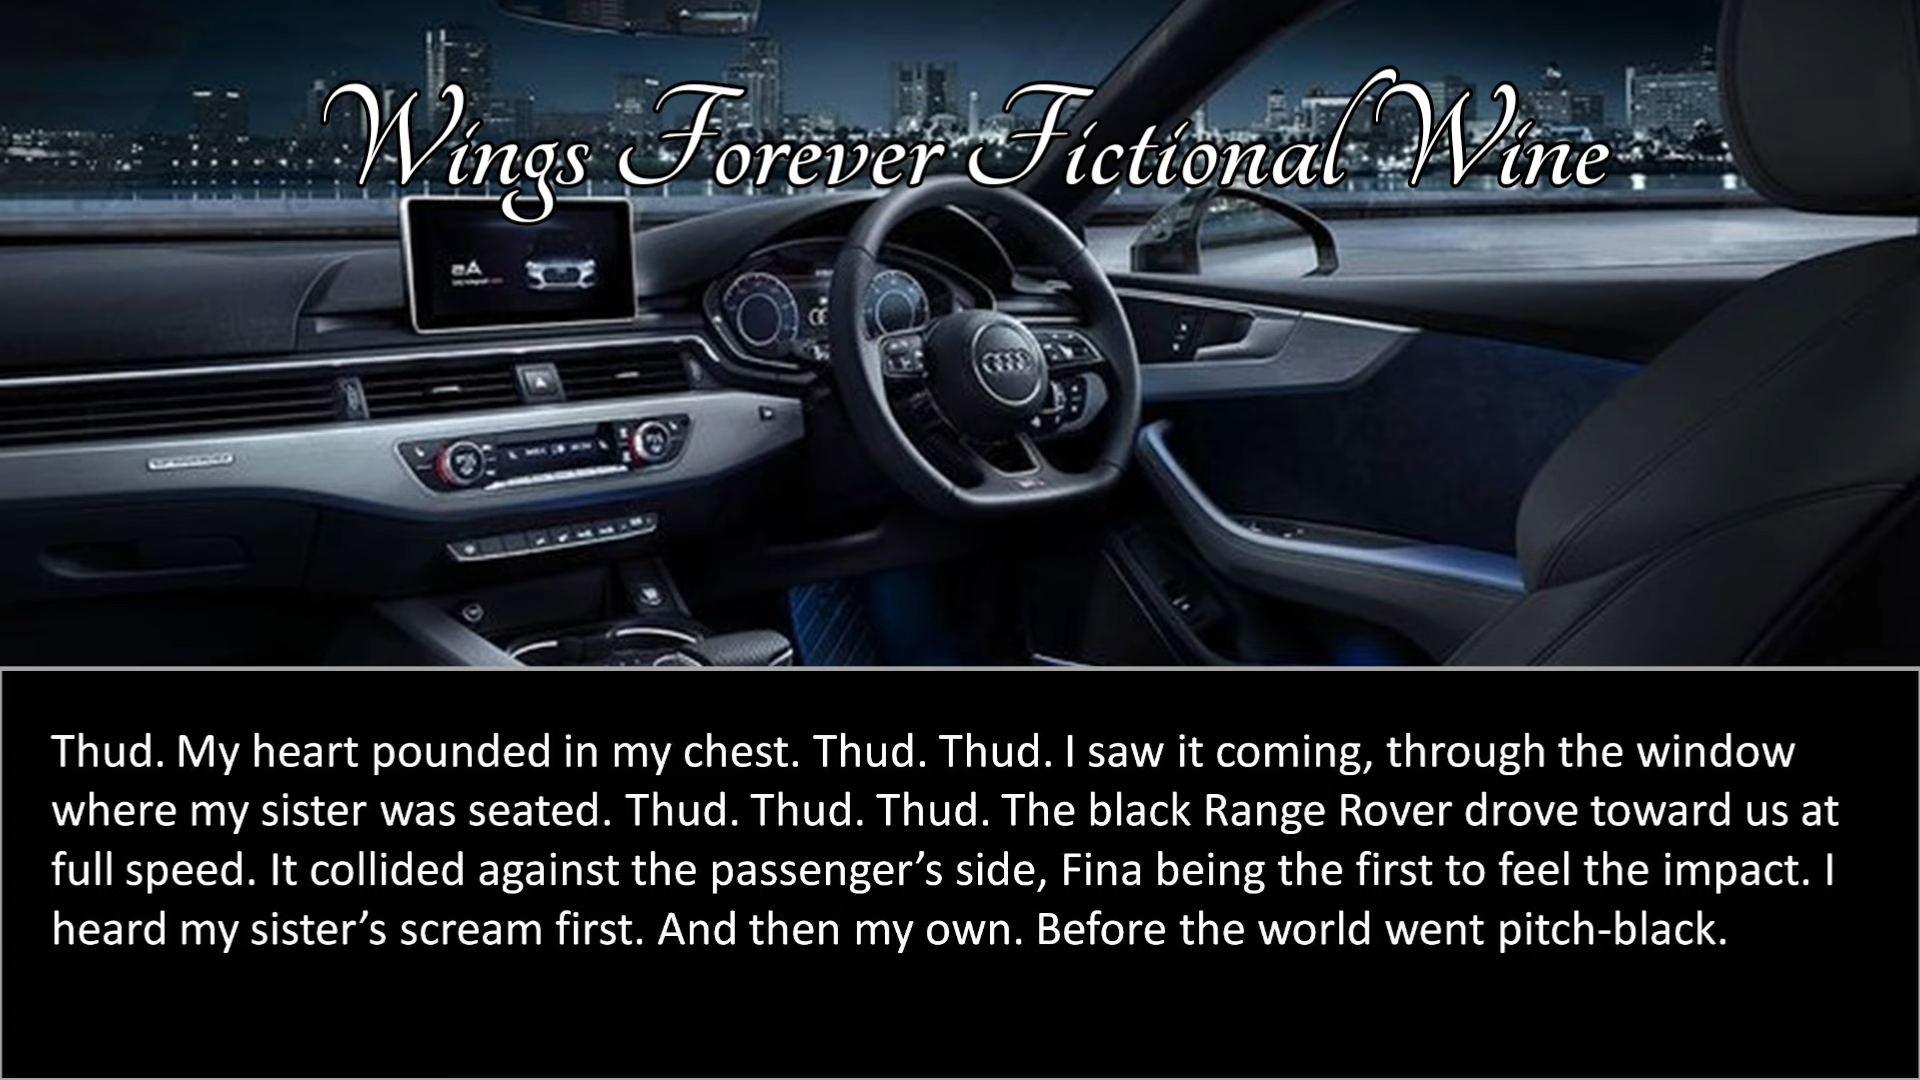 Wings Forever Fictional Wine
Thud. My heart pounded in my chest. Thud. Thud. I saw it coming, through the window
where my sister was seated. Thud. Thud. Thud. The black Range Rover drove toward us at
full speed. It collided against the passenger’s side, Fina being the first to feel the impact. I
heard my sister’s scream first. And then my own. Before the world went pitch-black.